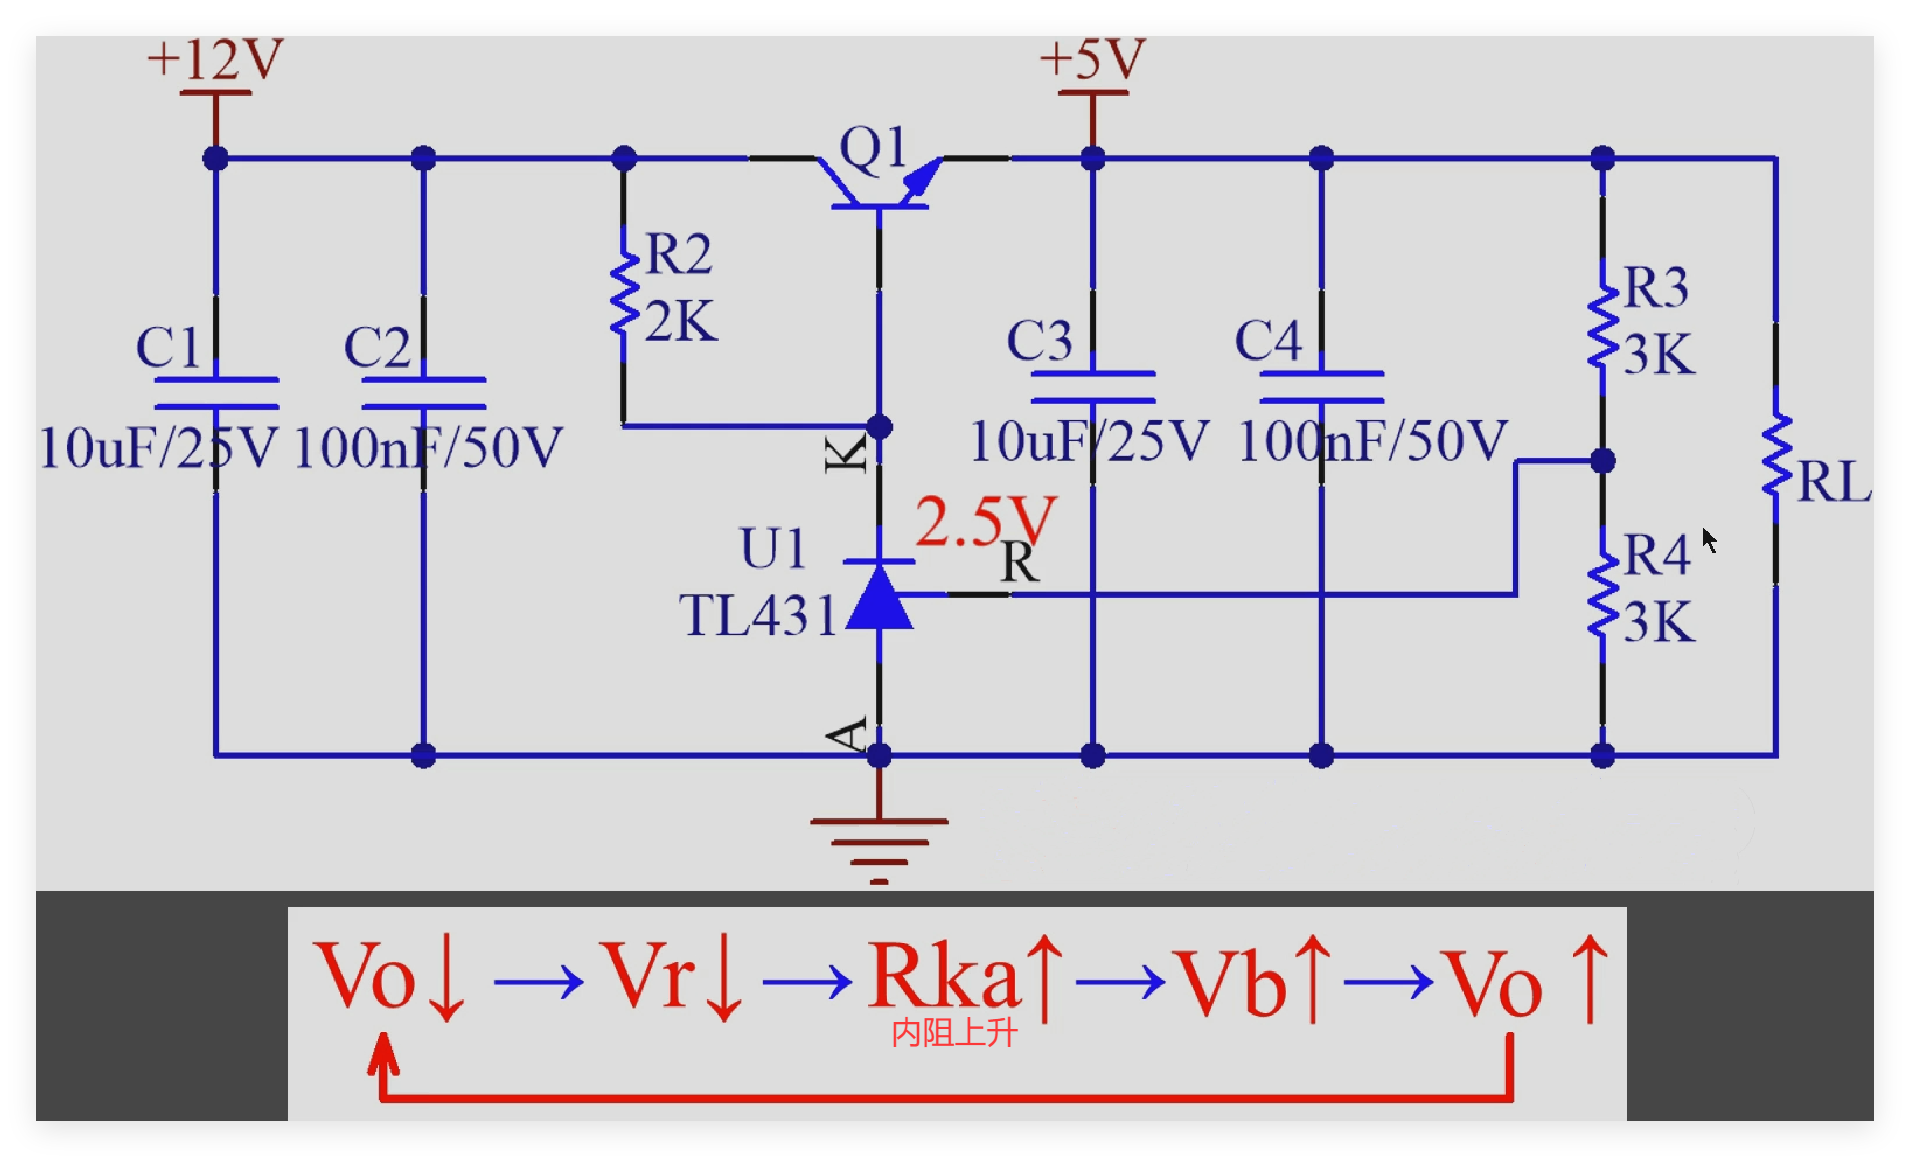 +12V
+5V
Q1
R2
2K
C1
10uF/25V
C2
100nF/50V
C3
10uF/25V
C4
100nF/50V
R3
3K
RL
K
2.5V
R
U1
TL431
R4
3K
A
Vo↓→Vr↓→Rka↑→Vb↑→Vo↑
内阻上升